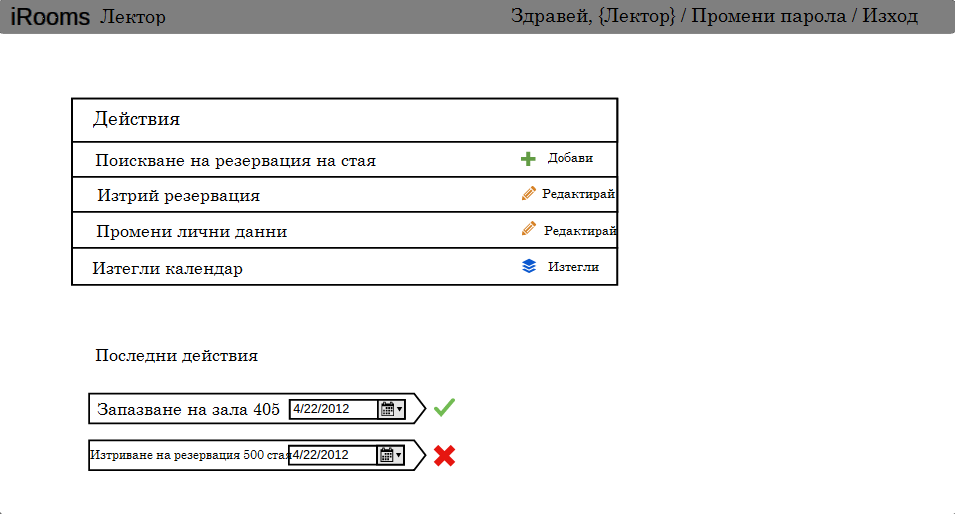 iRooms Лектор Здравей, {Лектор} / Промени парола / Изход
Действия
Поискване на резервация на стая Добави
Изтрий резервация Редактирай
Промени лични данни Редактирай
Изтегли календар Изтегли
Последни действия
Запазване на зала 405 4/22/2012
Изтриване на резервация 500 стая 4/22/2012